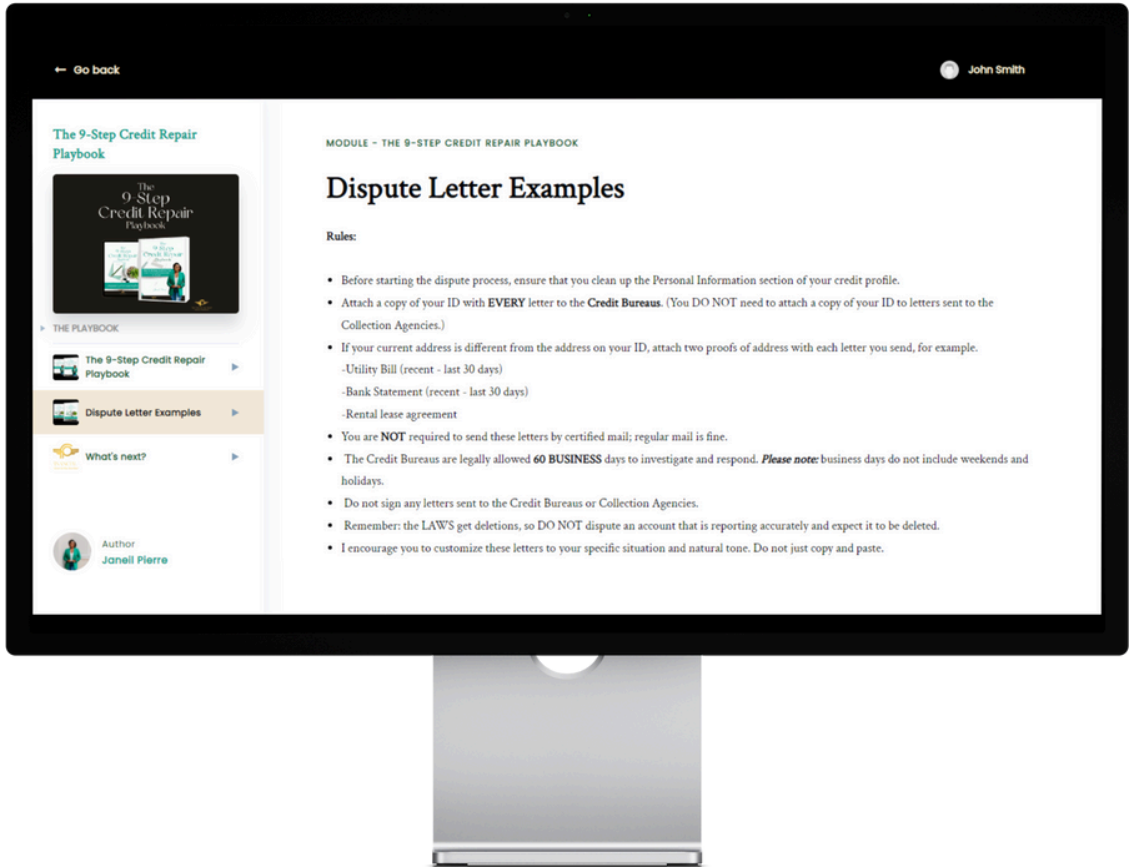 ← Go back
John Smith
The 9-Step Credit Repair
Playbook
The
9-Step
Credit Repair
Playbook
THE PLAYBOOK
The 9-Step Credit Repair
Playbook
Dispute Letter Examples
What's next?
Author
Janeil Pierre
MODULE - THE 9-STEP CREDIT REPAIR PLAYBOOK
Dispute Letter Examples
Rules:
• Before starting the dispute process, ensure that you clean up the Personal Information section of your credit profile.
• Attach a copy of your ID with EVERY letter to the Credit Bureaus. (You DO NOT need to attach a copy of your ID to letters sent to the
Collection Agencies.)
• If your current address is different from the address on your ID, attach two proofs of address with each letter you send, for example.
-Utility Bill (recent - last 30 days)
-Bank Statement (recent - last 30 days)
-Rental lease agreement
• You are NOT required to send these letters by certified mail; regular mail is fine.
• The Credit Bureaus are legally allowed 60 BUSINESS days to investigate and respond. Please note: business days do not include weekends and
holidays.
• Do not sign any letters sent to the Credit Bureaus or Collection Agencies.
• Remember: the LAWS get deletions, so DO NOT dispute an account that is reporting accurately and expect it to be deleted.
• I encourage you to customize these letters to your specific situation and natural tone. Do not just copy and paste.